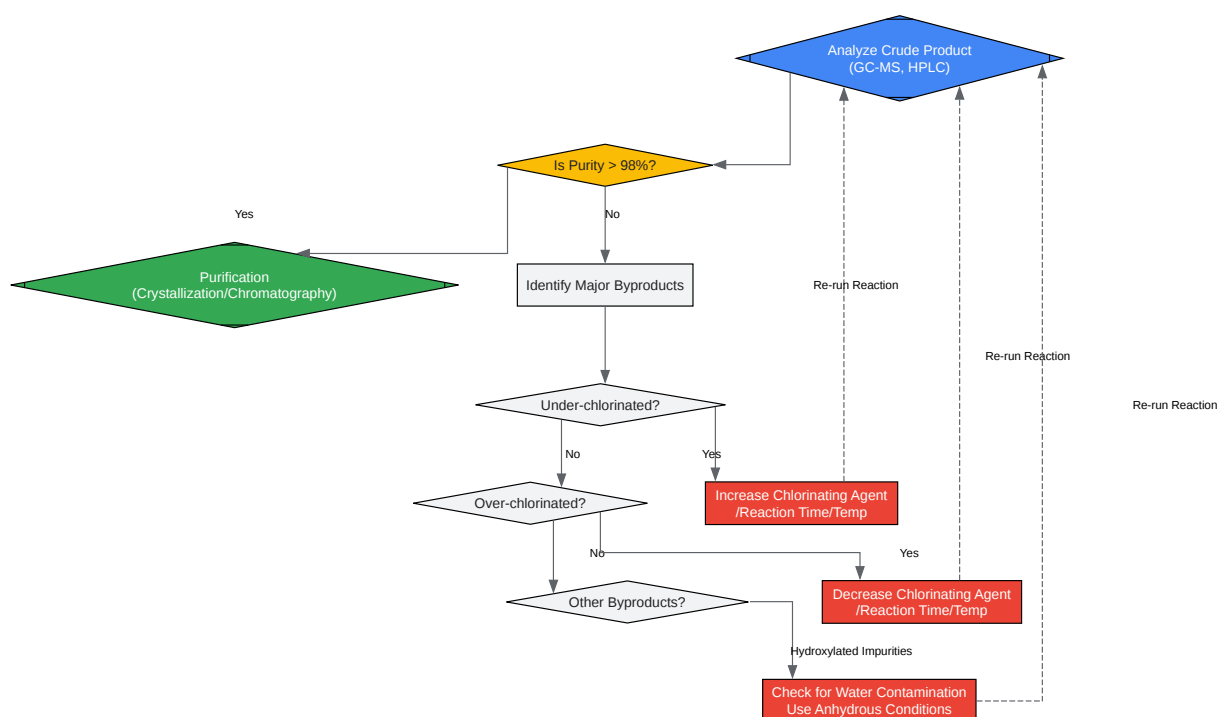 Analyze Crude Product
(GC-MS, HPLC)
Is Purity > 98%?
Yes
No
Purification
(Crystallization/Chromatography)
Identify Major Byproducts
Re-run Reaction
Re-run Reaction
Under-chlorinated?
Re-run Reaction
No
Yes
Over-chlorinated?
Increase Chlorinating Agent
/Reaction Time/Temp
No
Yes
Other Byproducts?
Decrease Chlorinating Agent
/Reaction Time/Temp
Hydroxylated Impurities
Check for Water Contamination
Use Anhydrous Conditions